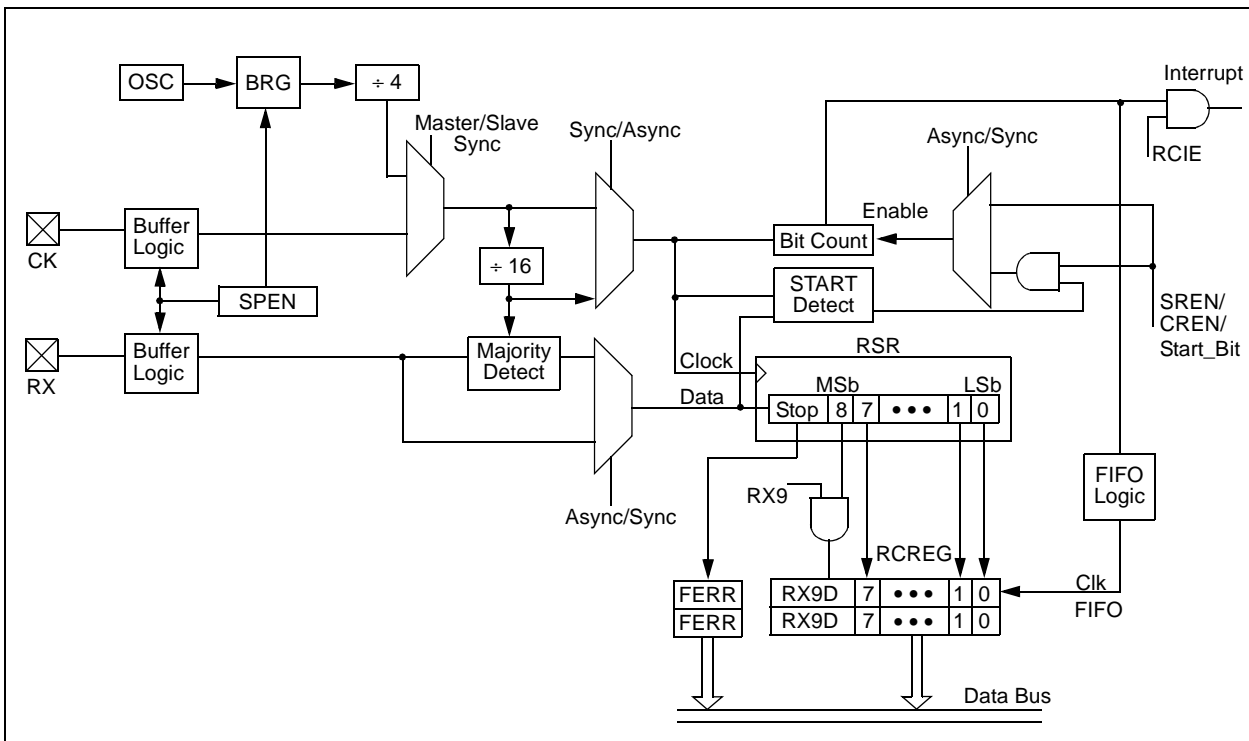 OSC
BRG
÷ 4
Master/Slave
Sync
Sync/Async
Async/Sync
Interrupt
RCIE
CK
Buffer
Logic
÷ 16
Bit Count
Enable
SPEN
START
Detect
SREN/
CREN/
Start_Bit
RX
Buffer
Logic
Majority
Detect
Clock
Data
RSR
MSb
LSb
Stop 8 7 • • • 1 0
Async/Sync
RX9
FIFO
Logic
RCREG
Clk
FIFO
FERR
FERR
RX9D 7 • • • 1 0
RX9D 7 • • • 1 0
Data Bus